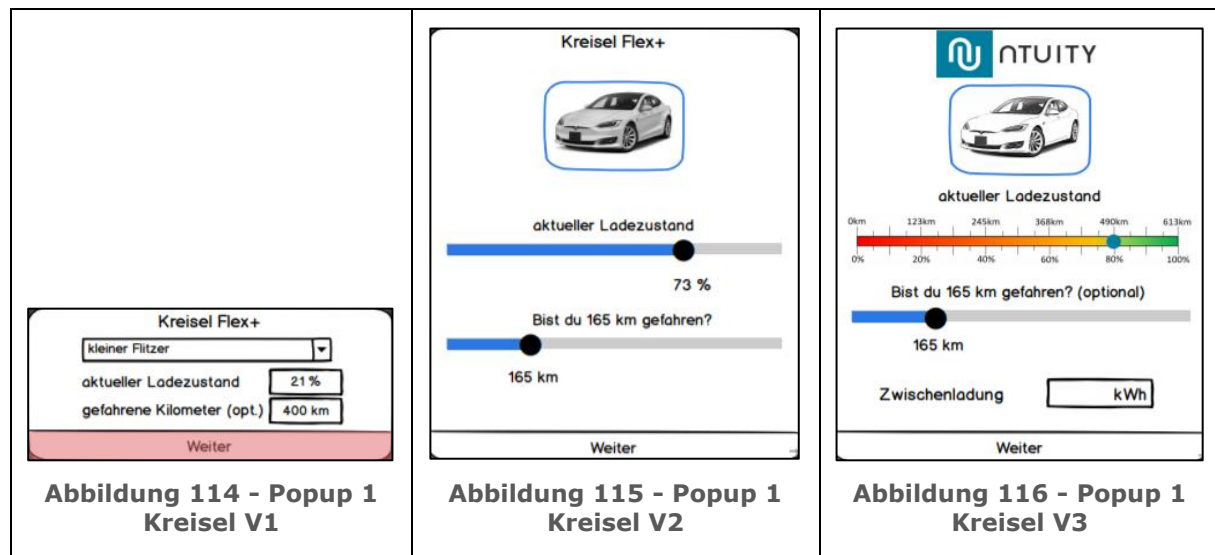 Kreisel Flex+
kleiner Flitzer
aktueller Ladezustand 21 %
gefahrene Kilometer (opt.) 400 km
Weiter
Abbildung 114 - Popup 1
Kreisel V1
Kreisel Flex+
aktueller Ladezustand
73 %
Bist du 165 km gefahren?
165 km
Weiter
Abbildung 115 - Popup 1
Kreisel V2
NTUITY
aktueller Ladezustand
0km 123km 245km 368km 490km 613km
0% 20% 40% 60% 80% 100%
Bist du 165 km gefahren? (optional)
165 km
Zwischenladung kWh
Weiter
Abbildung 116 - Popup 1
Kreisel V3